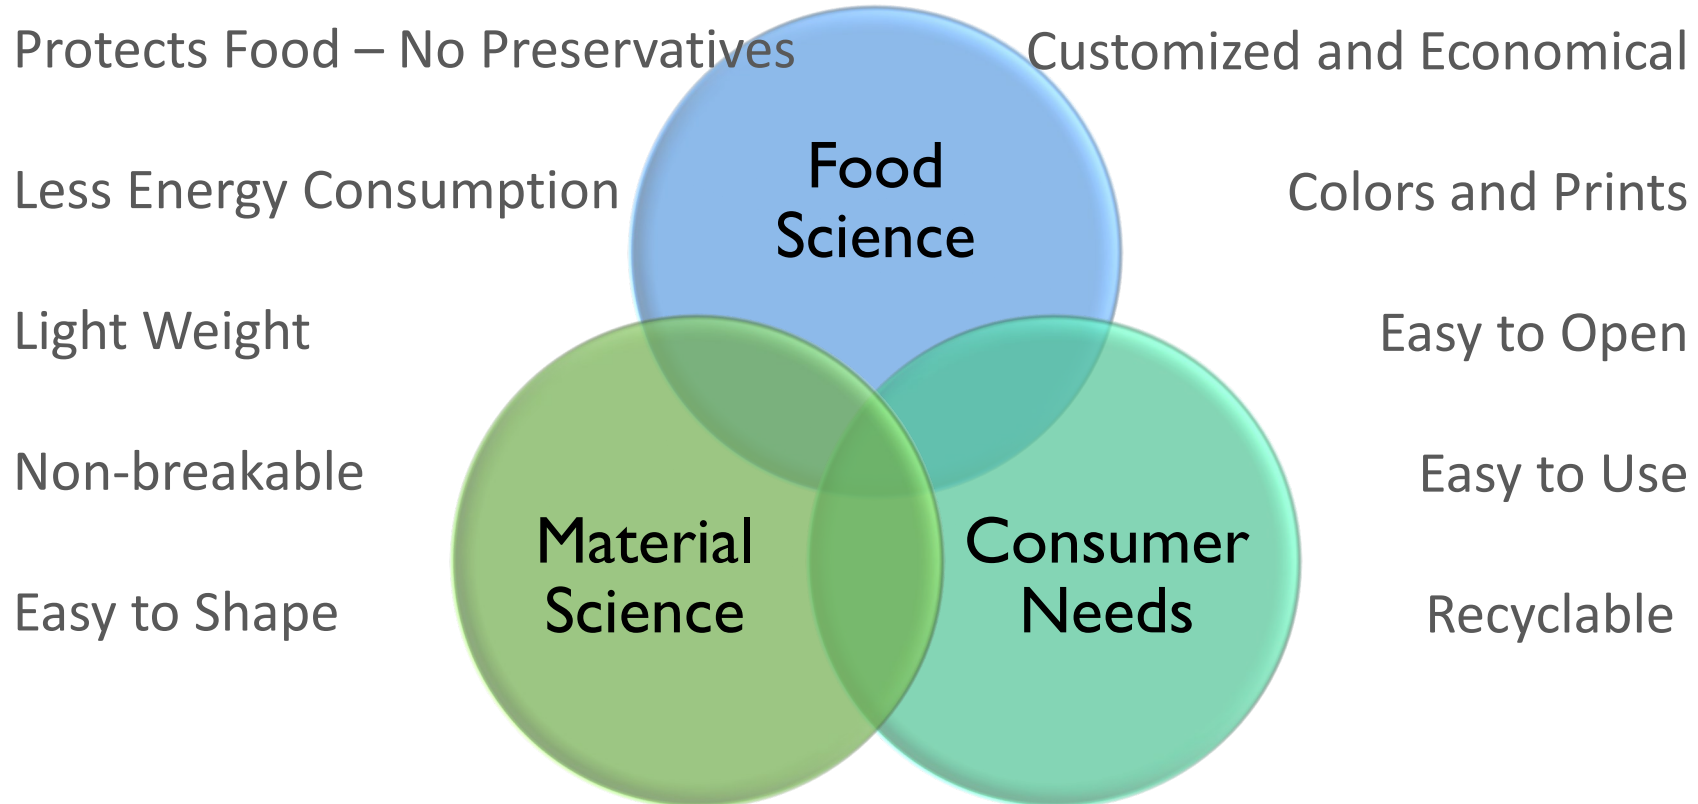 Protects Food – No Preservatives
Customized and Economical
Food
Science
Less Energy Consumption
Colors and Prints
Light Weight
Easy to Open
Non-breakable
Easy to Use
Material
Science
Consumer
Needs
Easy to Shape
Recyclable